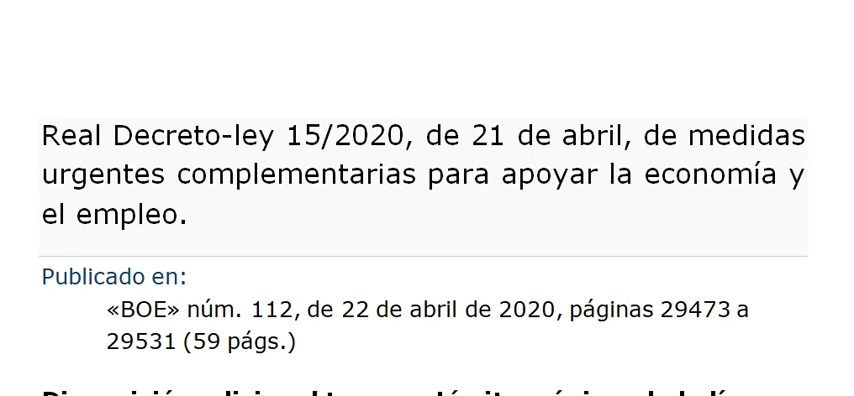 Real Decreto-ley 15/2020, de 21 de abril, de medidas
urgentes complementarias para apoyar la economía y
el empleo.
Publicado en:
«BOE» núm. 112, de 22 de abril de 2020, páginas 29473 a
29531 (59 págs.)